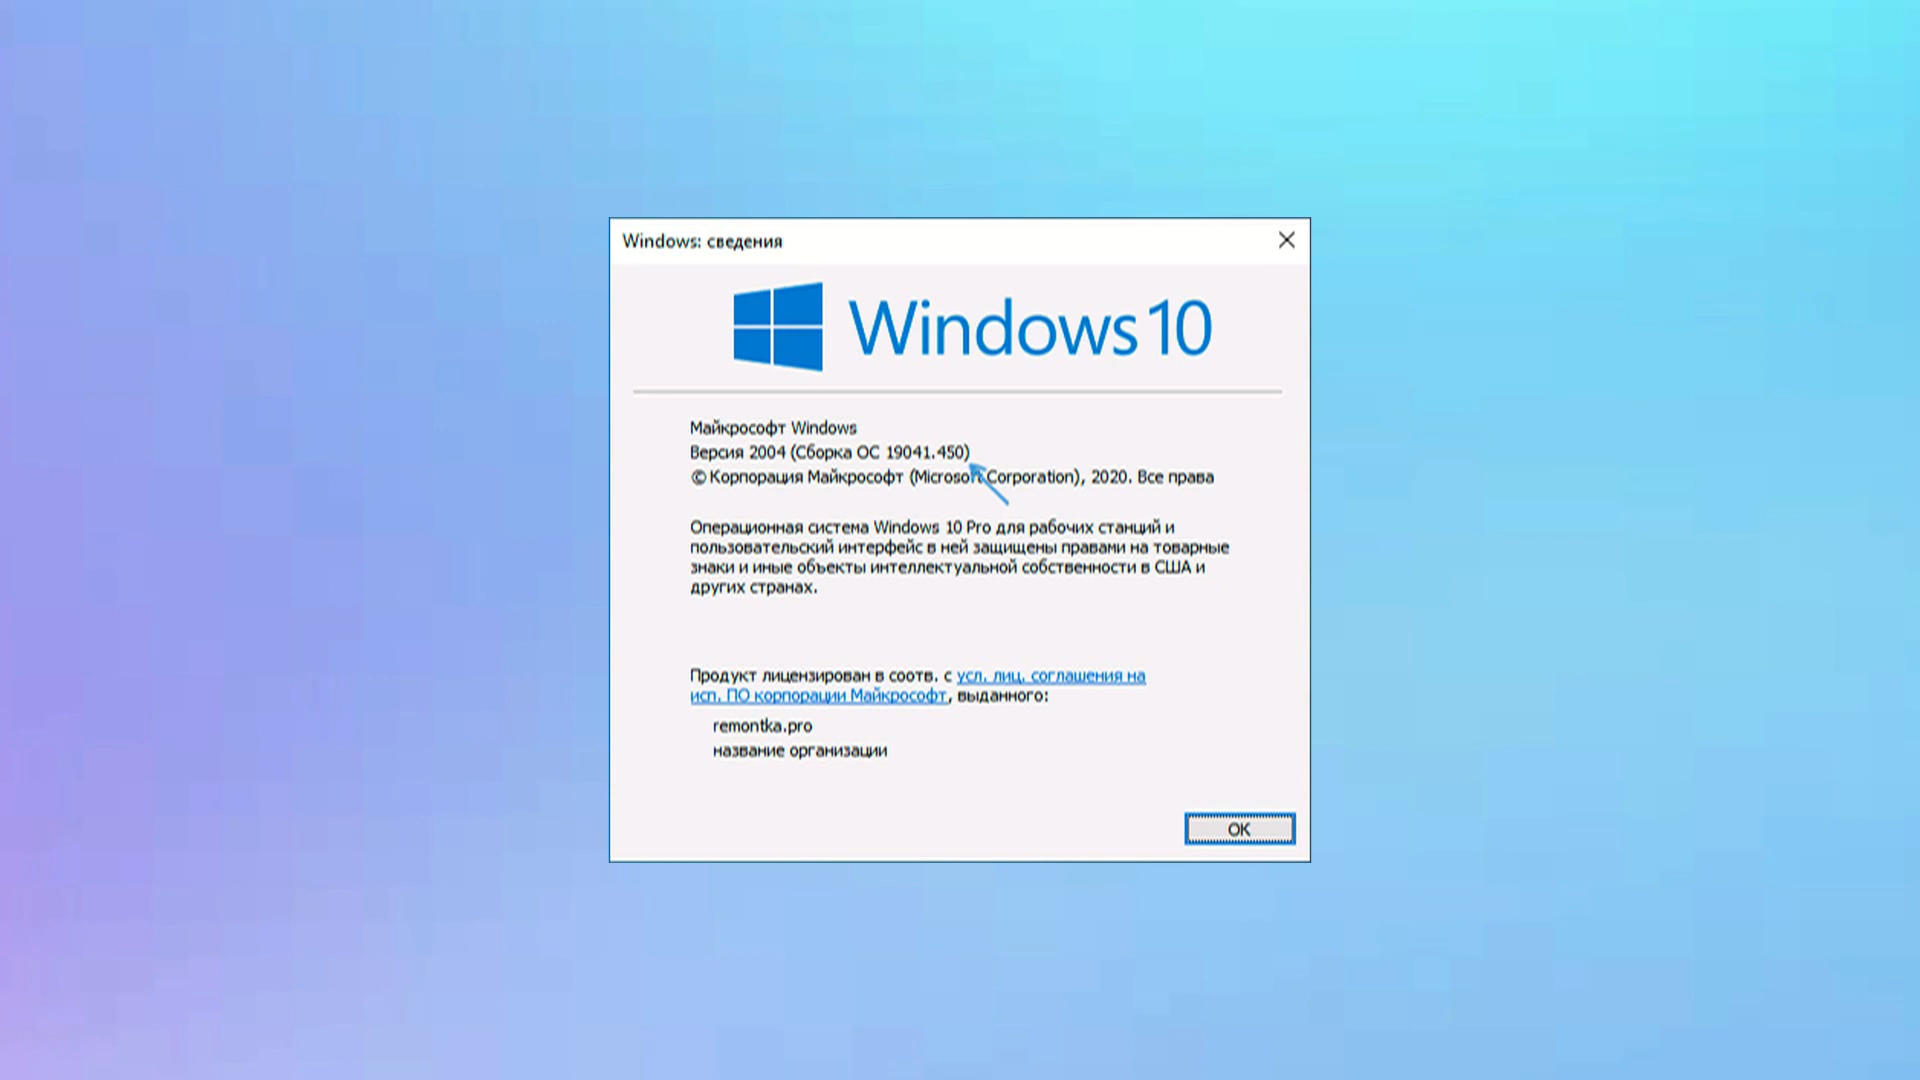 Windows: сведения
Windows 10
Майкрософт Windows
Версия 2004 (Сборка ОС 19041.450)
© Корпорация Майкрософт (Microsoft Corporation), 2020. Все права
Операционная система Windows 10 Pro для рабочих станций и
пользовательский интерфейс в ней защищены правами на товарные
знаки и иные объекты интеллектуальной собственности в США и
других странах.
Продукт лицензирован в соотв. с усл. лиц. соглашения на
исп. ПО корпорации Майкрософт, выданного:
remontka.pro
название организации
OK